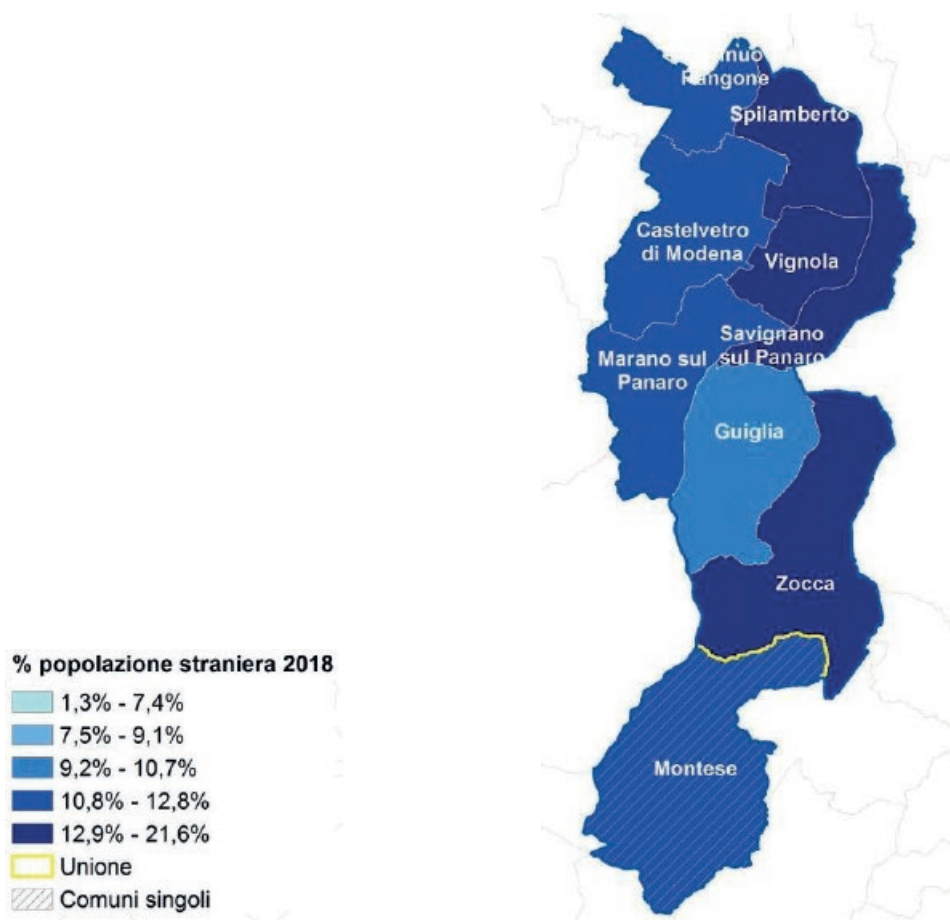 Rangone
Spilamberto
Castelvetro
di Modena
Vignola
Savignano
sul Panaro
Marano sul
Panaro
Guiglia
Zocca
Montese
% popolazione straniera 2018
1,3% - 7,4%
7,5% - 9,1%
9,2% - 10,7%
10,8% - 12,8%
12,9% - 21,6%
Unione
Comuni singoli